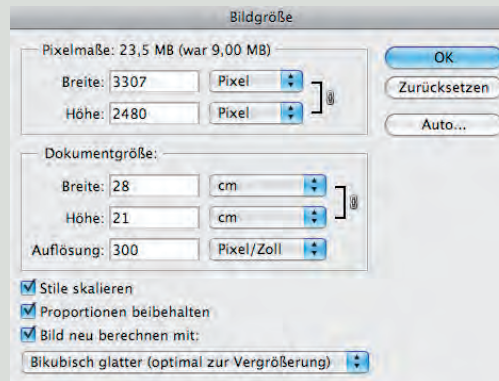 Bildgröße
Pixelmaße: 23,5 MB (war 9,00 MB)
Breite: 3307 Pixel
Höhe: 2480 Pixel
OK
Zurücksetzen
Auto...
Dokumentgröße:
Breite: 28 cm
Höhe: 21 cm
Auflösung: 300 Pixel/Zoll
Stile skalieren
Proportionen beibehalten
Bild neu berechnen mit:
Bikubisch glatter (optimal zur Vergrößerung)